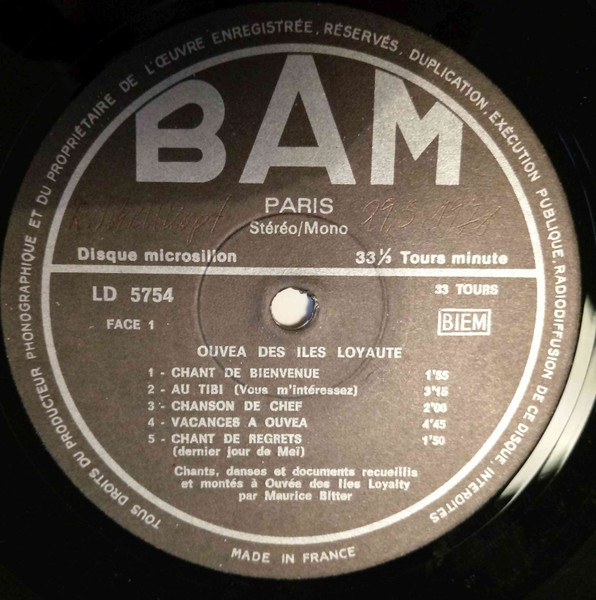 TOUS DROITS DU PRODUCTEUR PHONOGRAPHIQUE ET DU PROPRIÉTAIRE DE L'ŒUVRE ENREGISTRÉE, RÉSERVÉS, DUPLICATION, EXÉCUTION PUBLIQUE, RADIODIFFUSION DE CE DISQUE, INTERDITES
BAM
PARIS
Stéréo/Mono
Disque microsillon 33⅓ Tours minute
LD 5754 33 TOURS
FACE 1 BIEM
OUVEA DES ILES LOYAUTE
1 - CHANT DE BIENVENUE 1'55
2 - AU TIBI (Vous m'intéressez) 3'15
3 - CHANSON DE CHEF 2'00
4 - VACANCES A OUVEA 4'45
5 - CHANT DE REGRETS 1'50
(dernier jour de Meï)
Chants, danses et documents recueillis
et montés à Ouvéa des Iles Loyalty
par Maurice Bitter
MADE IN FRANCE